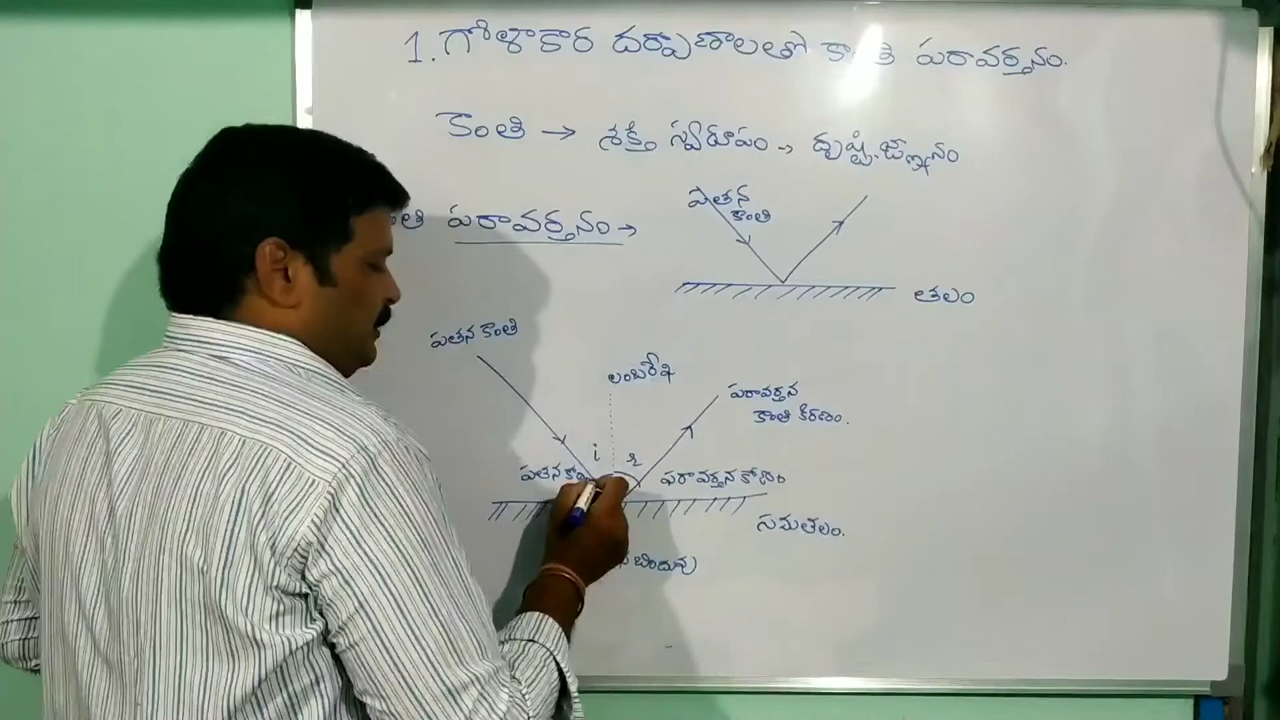 1. గోళాకార దర్పణాలతో కాంతి పరావర్తనం.
కాంతి → శక్తి స్వరూపం → దృష్టి జ్ఞానం
పరావర్తనం →
పతన
కాంతి
తలం
పతన కాంతి
లంబరేఖ
పరావర్తన
కాంతి కిరణం.
i r
పతన పరావర్తన కోణం
సమతలం.
బిందువు